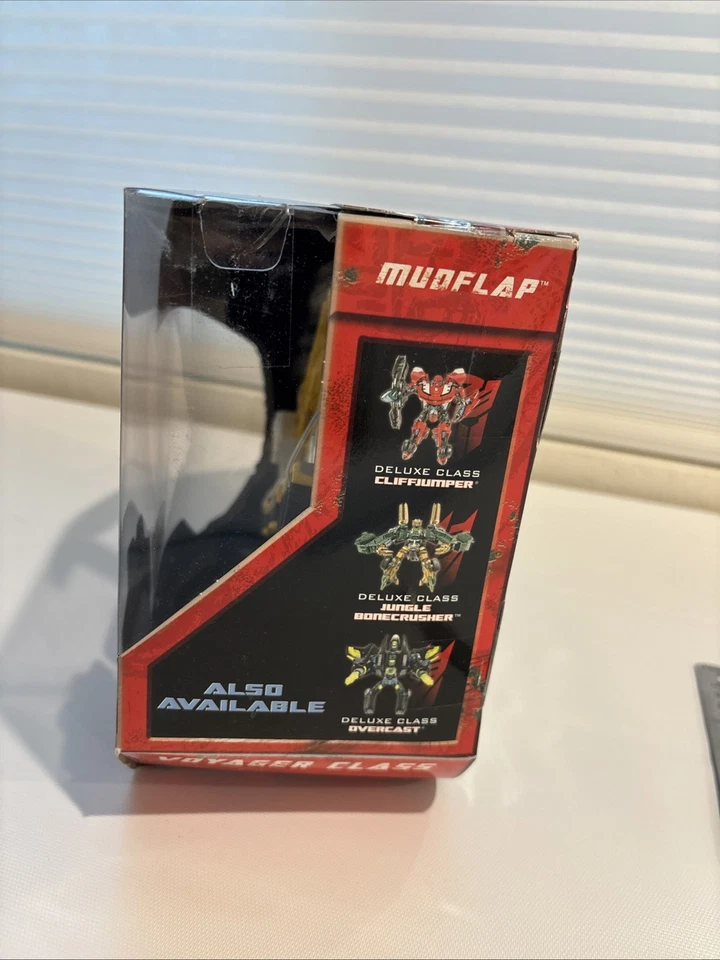 MUDFLAP™
DELUXE CLASS
CLIFFJUMPER®
DELUXE CLASS
JUNGLE
BONECRUSHER™
ALSO
AVAILABLE
DELUXE CLASS
OVERCAST®
VOYAGER CLASS